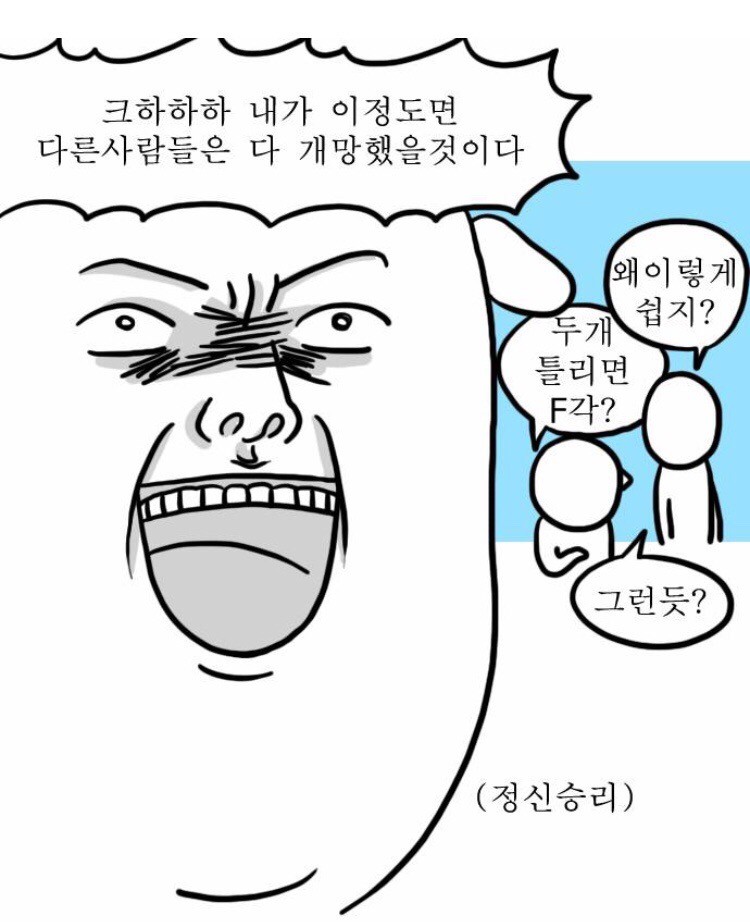 크하하하 내가 이정도면
다른사람들은 다 개망했을것이다
왜이렇게
쉽지?
두개
틀리면
F각?
그런듯?
(정신승리)